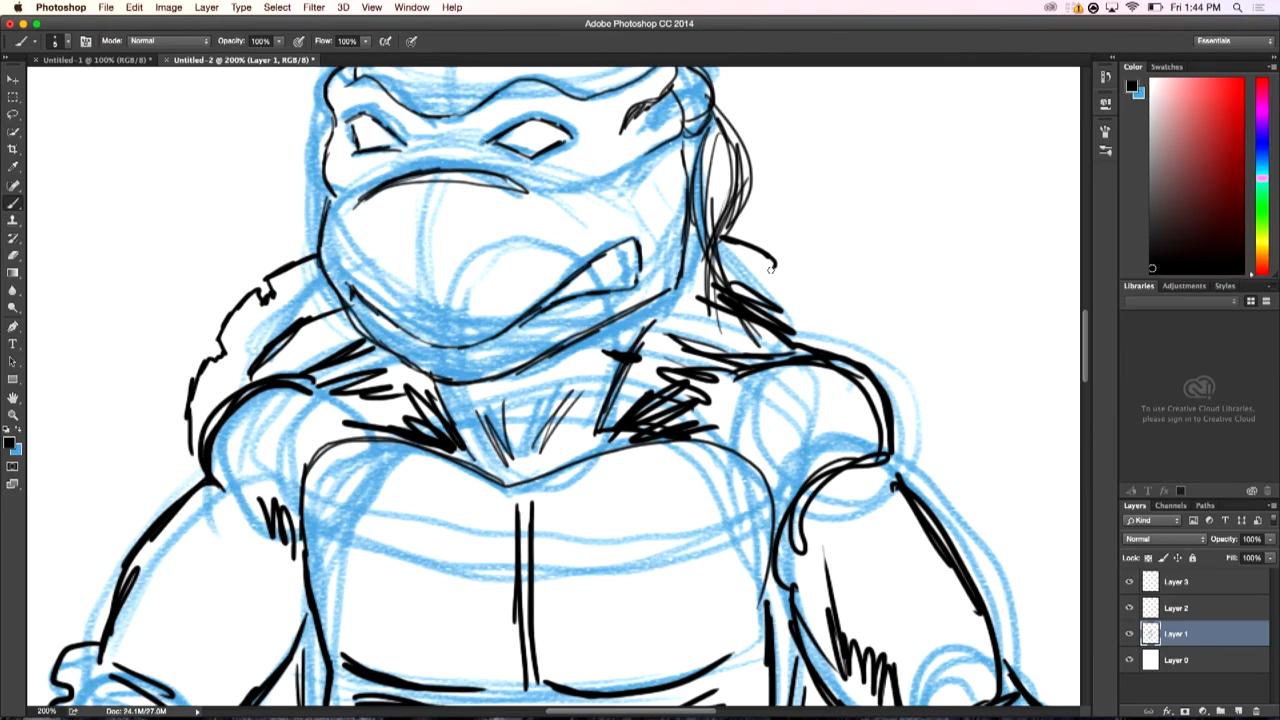 Photoshop File Edit Image Layer Type Select Filter 3D View Window Help
Fri 1:44 PM
Adobe Photoshop CC 2014
Mode: Normal Opacity: 100% Flow: 100%
Essentials
Untitled-1 @ 100% (RGB/8) *
Untitled-2 @ 200% (Layer 1, RGB/8) *
Color Swatches
Libraries Adjustments Styles
To use Creative Cloud Libraries,
please sign in to Creative Cloud
Layers Channels Paths
Kind
Normal Opacity: 100%
Lock: Fill: 100%
Layer 3
Layer 2
Layer 1
Layer 0
200% Doc: 24.1M/27.0M